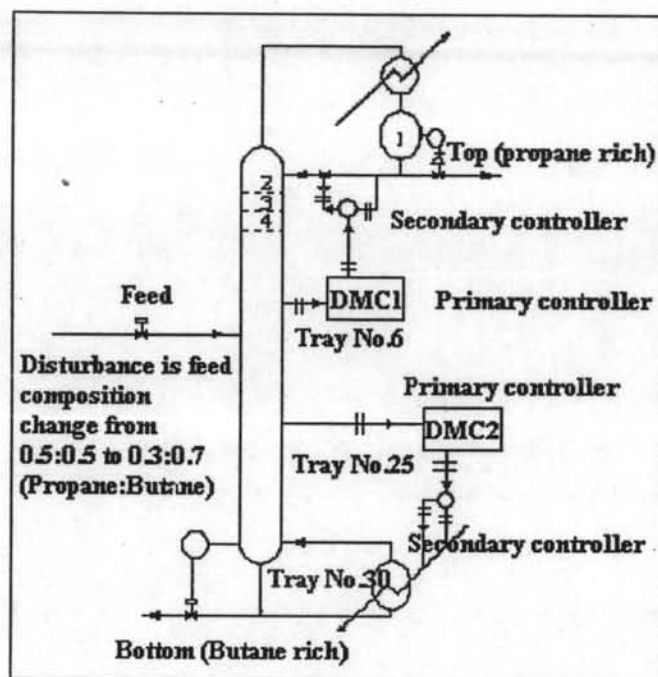 Top (propane rich)
2
3
4
Secondary controller
Feed
DMC1
Primary controller
Tray No.6
Disturbance is feed
composition
change from
0.5:0.5 to 0.3:0.7
(Propane:Butane)
Primary controller
DMC2
Tray No.25
Secondary controller
Tray No.30
Bottom (Butane rich)